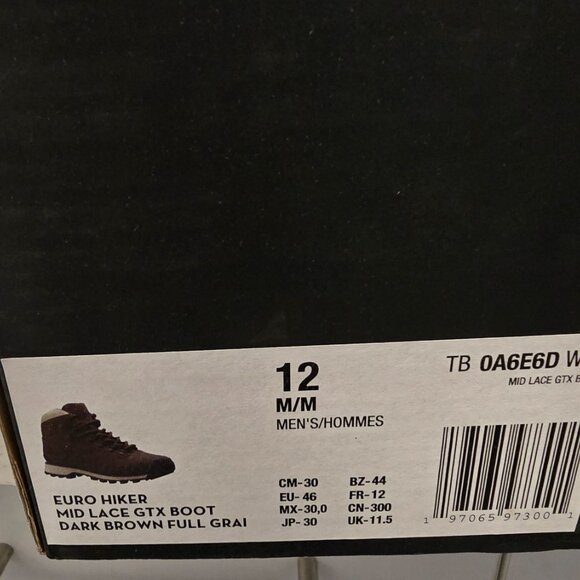 12
M/M
MEN'S/HOMMES
TB 0A6E6D W
MID LACE GTX B
EURO HIKER
MID LACE GTX BOOT
DARK BROWN FULL GRAI
CM-30 BZ-44
EU- 46 FR-12
MX-30,0 CN-300
JP- 30 UK-11.5
1 97065 97300 1